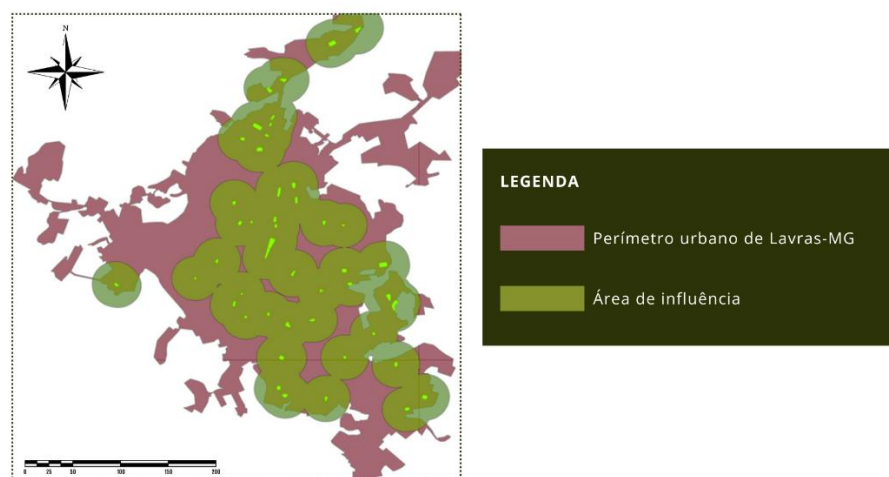 N
LEGENDA
Perímetro urbano de Lavras-MG
Área de influência
0 25 50 100 150 200